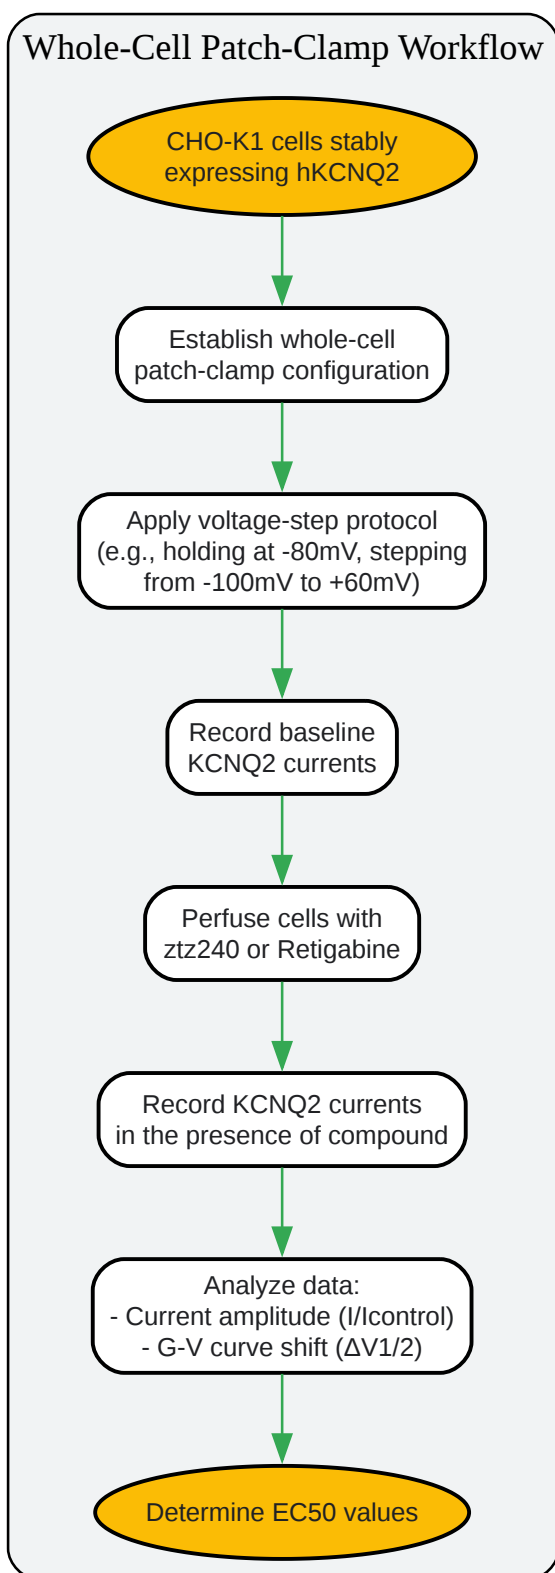 Whole-Cell Patch-Clamp Workflow
CHO-K1 cells stably
expressing hKCNQ2
Establish whole-cell
patch-clamp configuration
Apply voltage-step protocol
(e.g., holding at -80mV, stepping
from -100mV to +60mV)
Record baseline
KCNQ2 currents
Perfuse cells with
ztz240 or Retigabine
Record KCNQ2 currents
in the presence of compound
Analyze data:
- Current amplitude (I/Icontrol)
- G-V curve shift (ΔV1/2)
Determine EC50 values